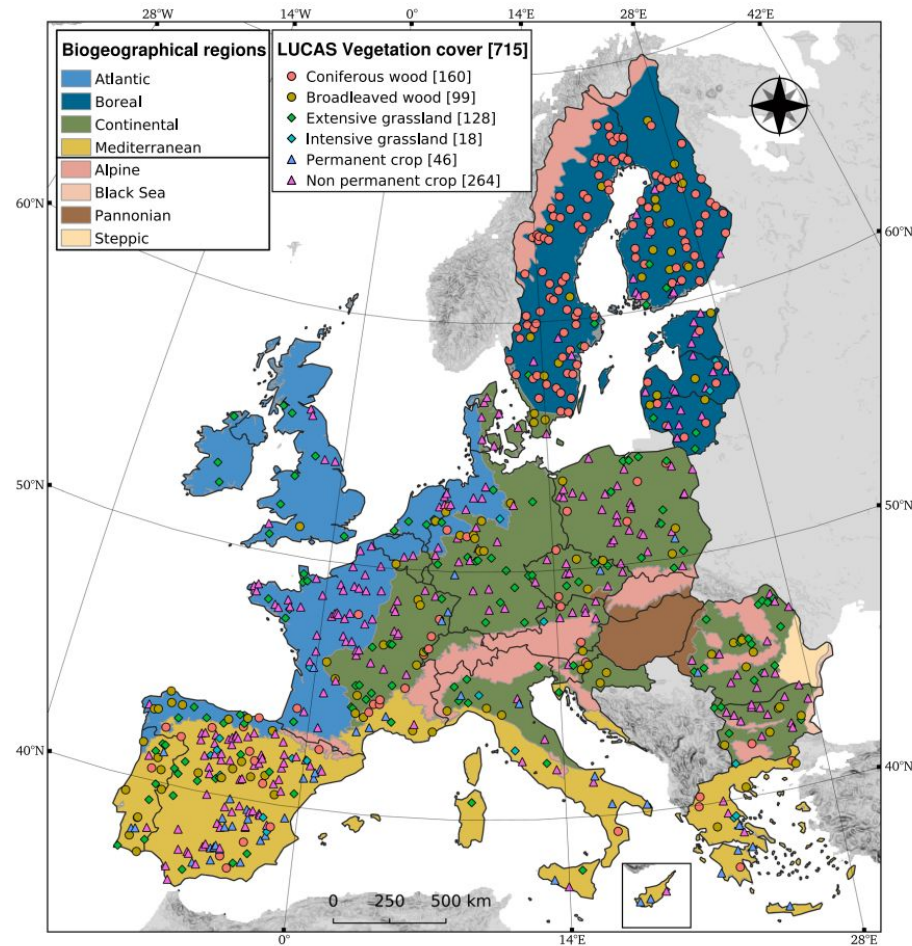 28°W 14°W 0° 14°E 28°E 42°E
Biogeographical regions
Atlantic
Boreal
Continental
Mediterranean
Alpine
Black Sea
Pannonian
Steppic
LUCAS Vegetation cover [715]
Coniferous wood [160]
Broadleaved wood [99]
Extensive grassland [128]
Intensive grassland [18]
Permanent crop [46]
Non permanent crop [264]
60°N
60°N
50°N
50°N
40°N
40°N
0 250 500 km
0° 14°E 28°E